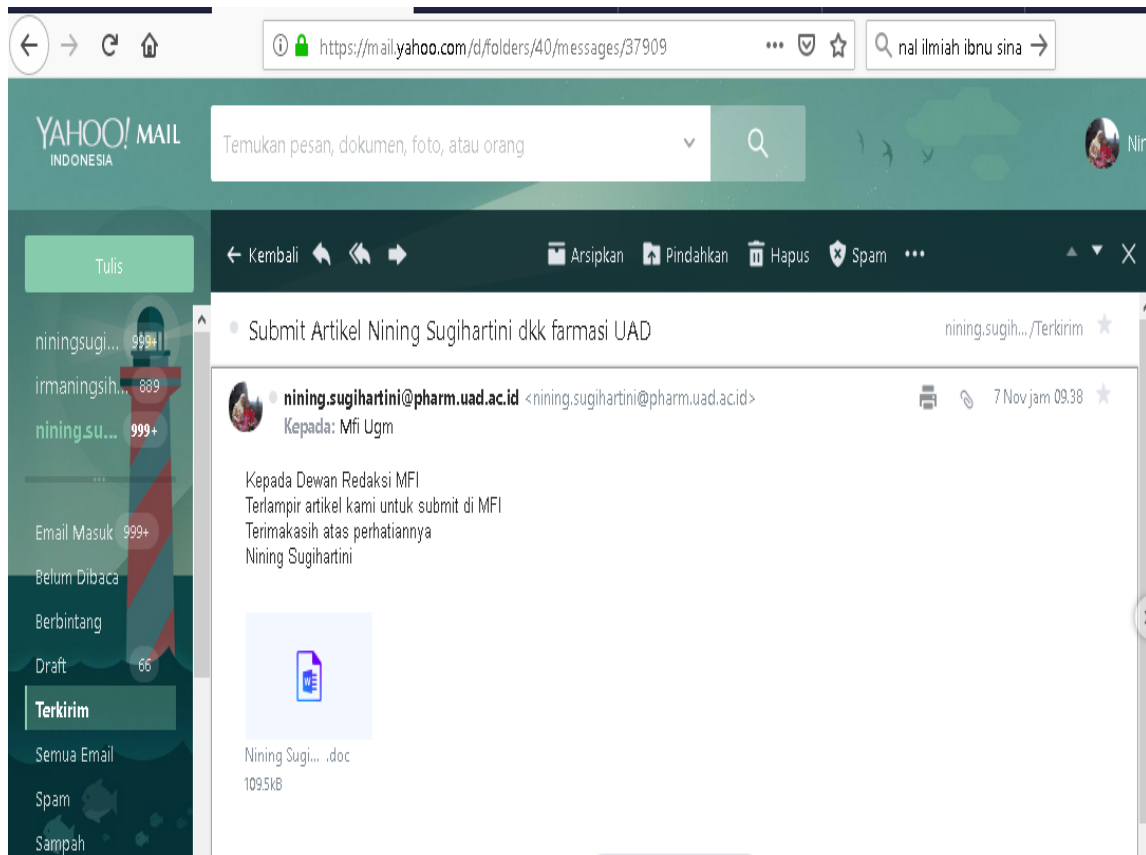 https://mail.yahoo.com/d/folders/40/messages/37909
nal ilmiah ibnu sina
YAHOO! MAIL
INDONESIA
Temukan pesan, dokumen, foto, atau orang
Nin
Tulis
Kembali
Arsipkan
Pindahkan
Hapus
Spam
niningsugi... 999+
irmaningsih... 889
nining.su... 999+
Submit Artikel Nining Sugihartini dkk farmasi UAD
nining.sugih... /Terkirim
nining.sugihartini@pharm.uad.ac.id <nining.sugihartini@pharm.uad.ac.id>
7 Nov jam 09.38
Kepada: Mfi Ugm
Kepada Dewan Redaksi MFI
Terlampir artikel kami untuk submit di MFI
Terimakasih atas perhatiannya
Nining Sugihartini
Nining Sugi... .doc
109.5kB
Email Masuk 999+
Belum Dibaca
Berbintang
Draft 66
Terkirim
Semua Email
Spam
Sampah